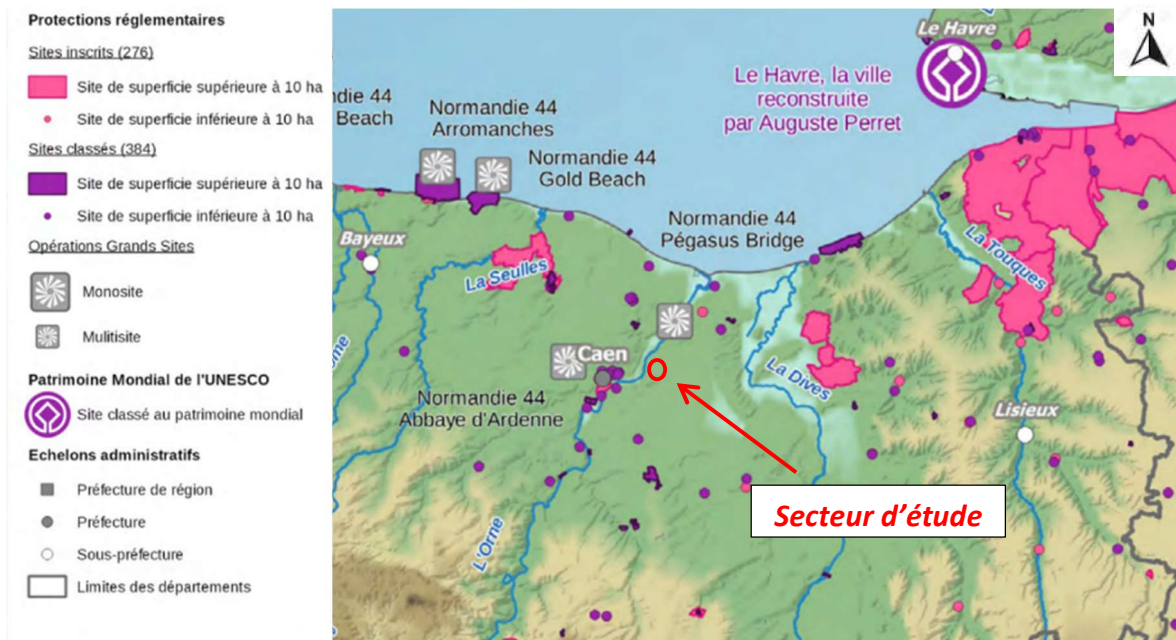 Protections réglementaires
Sites inscrits (276)
Site de superficie supérieure à 10 ha
Site de superficie inférieure à 10 ha
Sites classés (384)
Site de superficie supérieure à 10 ha
Site de superficie inférieure à 10 ha
Opérations Grands Sites
Monosite
Mulitisite
Patrimoine Mondial de l'UNESCO
Site classé au patrimoine mondial
Echelons administratifs
Préfecture de région
Préfecture
Sous-préfecture
Limites des départements
N
Le Havre
Le Havre, la ville
reconstruite
par Auguste Perret
ndie 44
Beach
Normandie 44
Arromanches
Normandie 44
Gold Beach
Normandie 44
Pégasus Bridge
Bayeux
La Seulles
La Touques
Caen
La Dives
Normandie 44
Abbaye d'Ardenne
Lisieux
Secteur d'étude
L'Orne